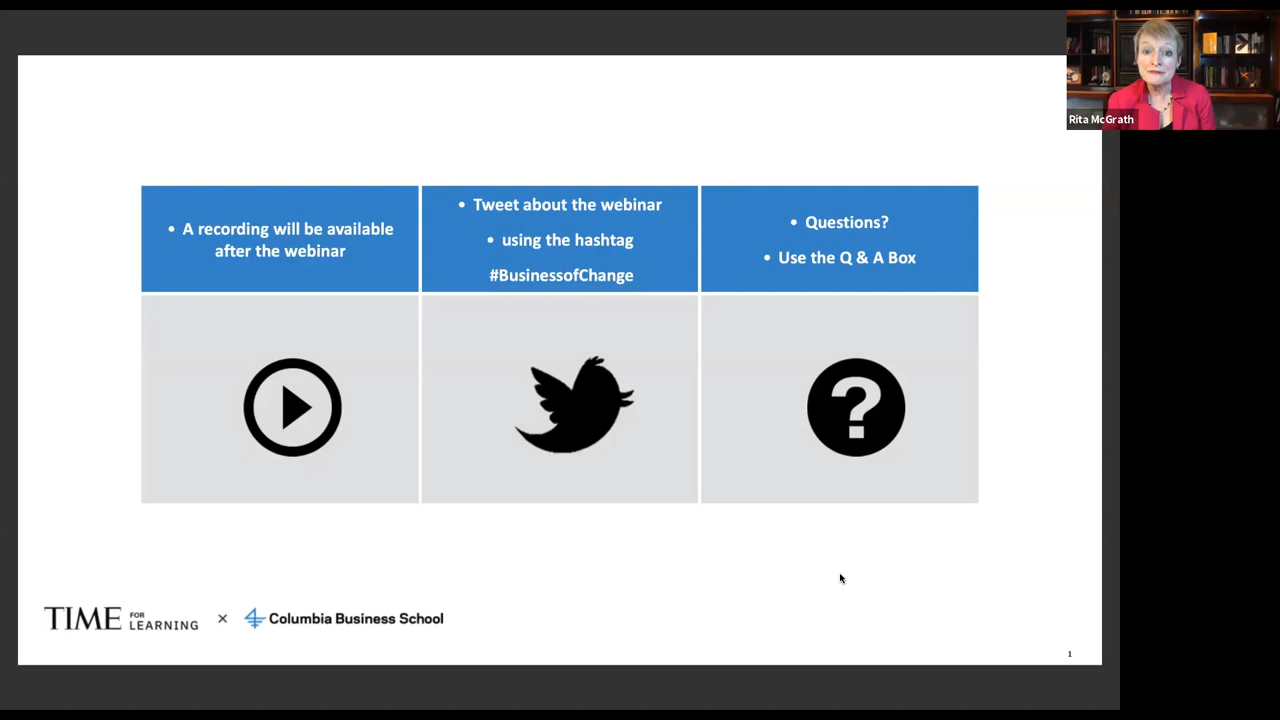 Rita McGrath
• A recording will be available
after the webinar
• Tweet about the webinar
• using the hashtag
#BusinessofChange
• Questions?
• Use the Q & A Box
?
TIME FOR LEARNING × Columbia Business School
1